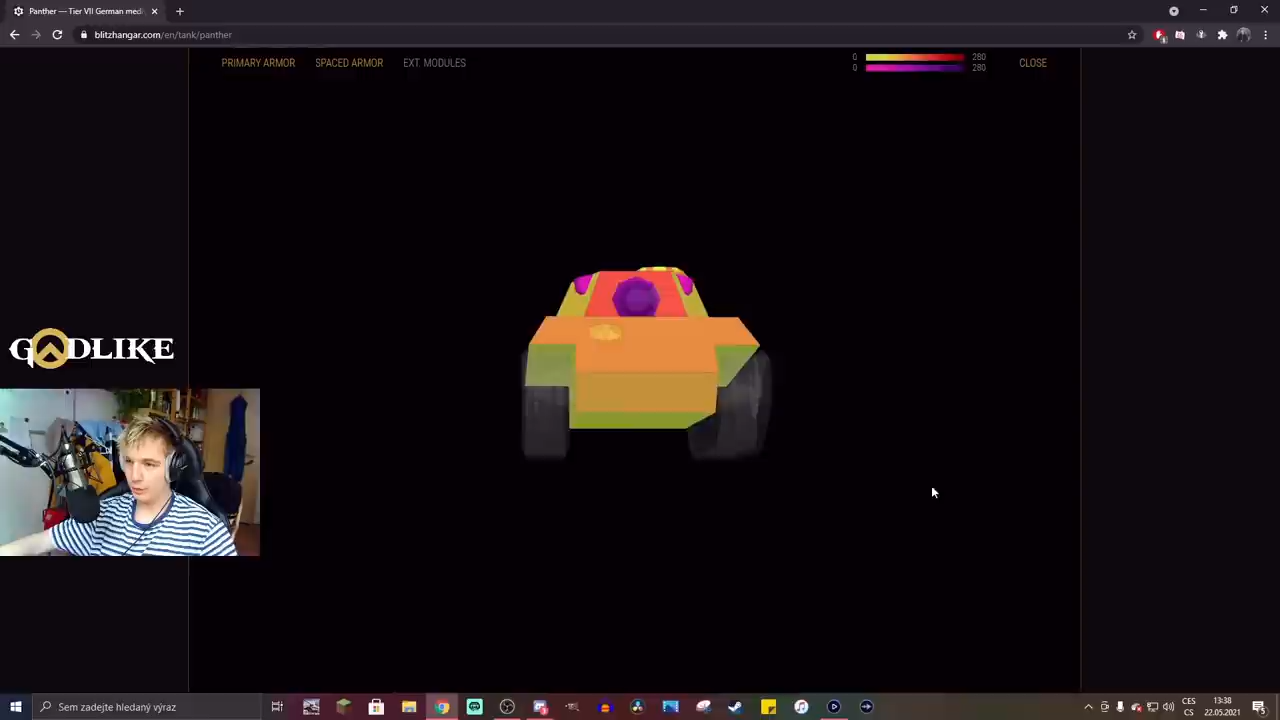 Panther — Tier VII German med
blitzhangar.com/en/tank/panther
PRIMARY ARMOR SPACED ARMOR EXT. MODULES
0 280
0 280
CLOSE
GODLIKE
Sem zadejte hledaný výraz
CES
CS
13:38
22.05.2021